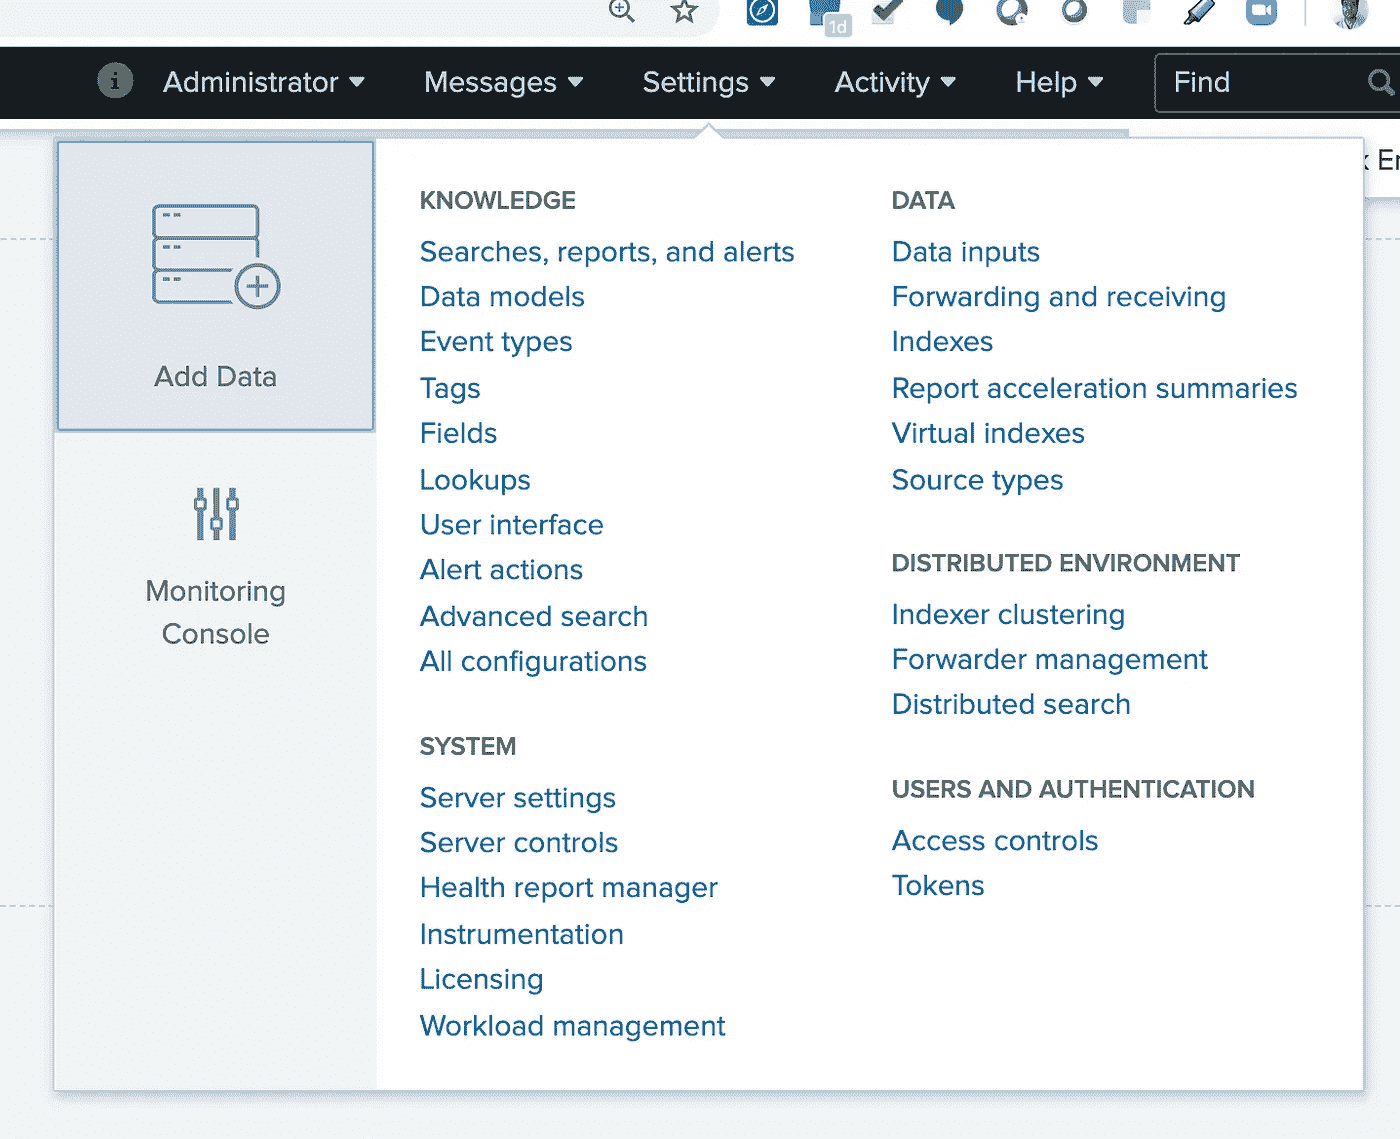 1d
Administrator
Messages
Settings
Activity
Help
Find
Add Data
Monitoring
Console
KNOWLEDGE
Searches, reports, and alerts
Data models
Event types
Tags
Fields
Lookups
User interface
Alert actions
Advanced search
All configurations
SYSTEM
Server settings
Server controls
Health report manager
Instrumentation
Licensing
Workload management
DATA
Data inputs
Forwarding and receiving
Indexes
Report acceleration summaries
Virtual indexes
Source types
DISTRIBUTED ENVIRONMENT
Indexer clustering
Forwarder management
Distributed search
USERS AND AUTHENTICATION
Access controls
Tokens